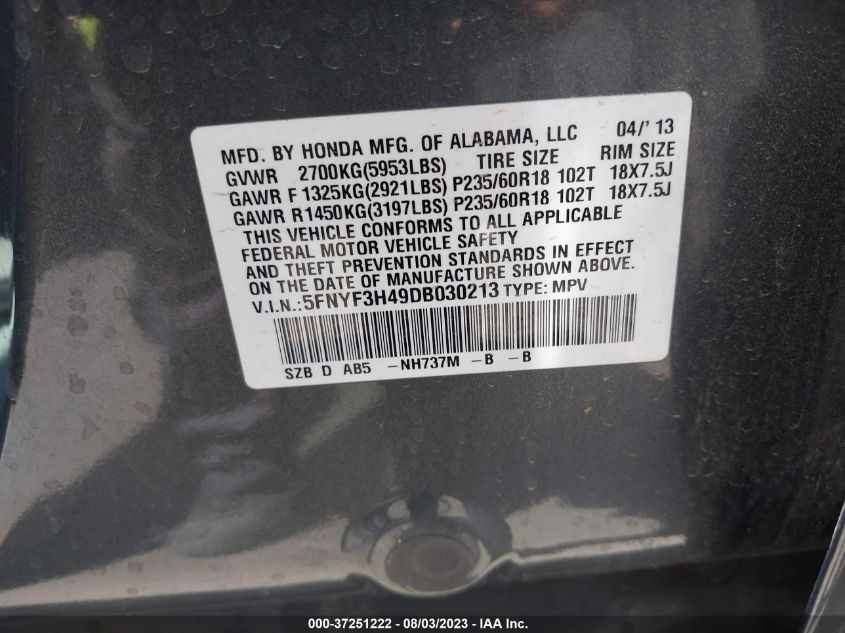 MFD. BY HONDA MFG. OF ALABAMA, LLC 04/' 13
GVWR 2700KG(5953LBS) TIRE SIZE RIM SIZE
GAWR F 1325KG(2921LBS) P235/60R18 102T 18X7.5J
GAWR R1450KG(3197LBS) P235/60R18 102T 18X7.5J
THIS VEHICLE CONFORMS TO ALL APPLICABLE
FEDERAL MOTOR VEHICLE SAFETY
AND THEFT PREVENTION STANDARDS IN EFFECT
ON THE DATE OF MANUFACTURE SHOWN ABOVE.
V.I.N.:5FNYF3H49DB030213 TYPE: MPV
SZB D AB5 -NH737M -B -B
000-37251222 - 08/03/2023 - IAA Inc.